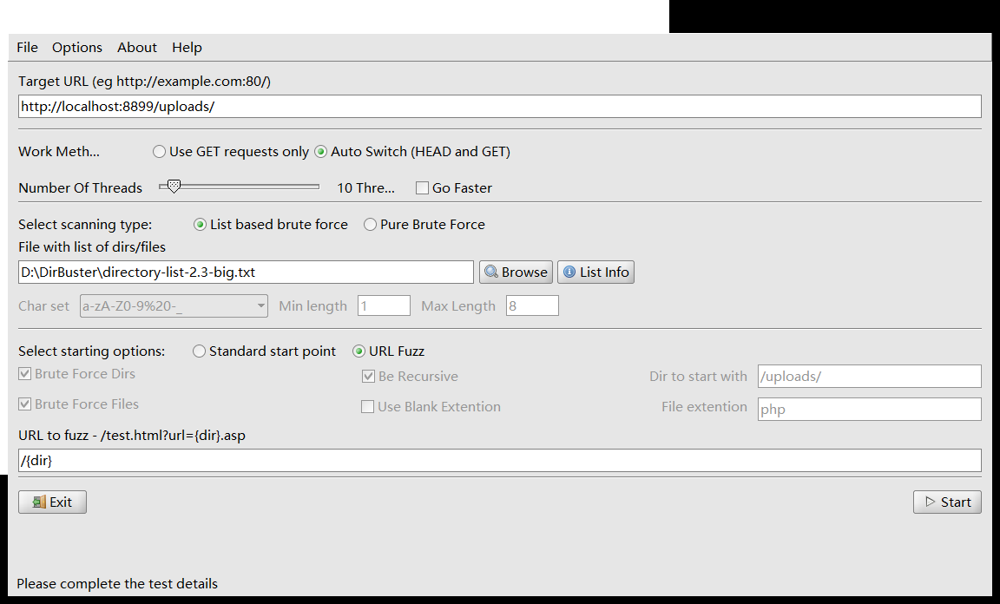 File Options About Help
Target URL (eg http://example.com:80/)
http://localhost:8899/uploads/
Work Meth... Use GET requests only Auto Switch (HEAD and GET)
Number Of Threads 10 Thre... Go Faster
Select scanning type: List based brute force Pure Brute Force
File with list of dirs/files
D:\DirBuster\directory-list-2.3-big.txt Browse List Info
Char set a-zA-Z0-9%20-_ Min length 1 Max Length 8
Select starting options: Standard start point URL Fuzz
Brute Force Dirs Be Recursive Dir to start with /uploads/
Brute Force Files Use Blank Extention File extention php
URL to fuzz - /test.html?url={dir}.asp
/{dir}
Exit Start
Please complete the test details